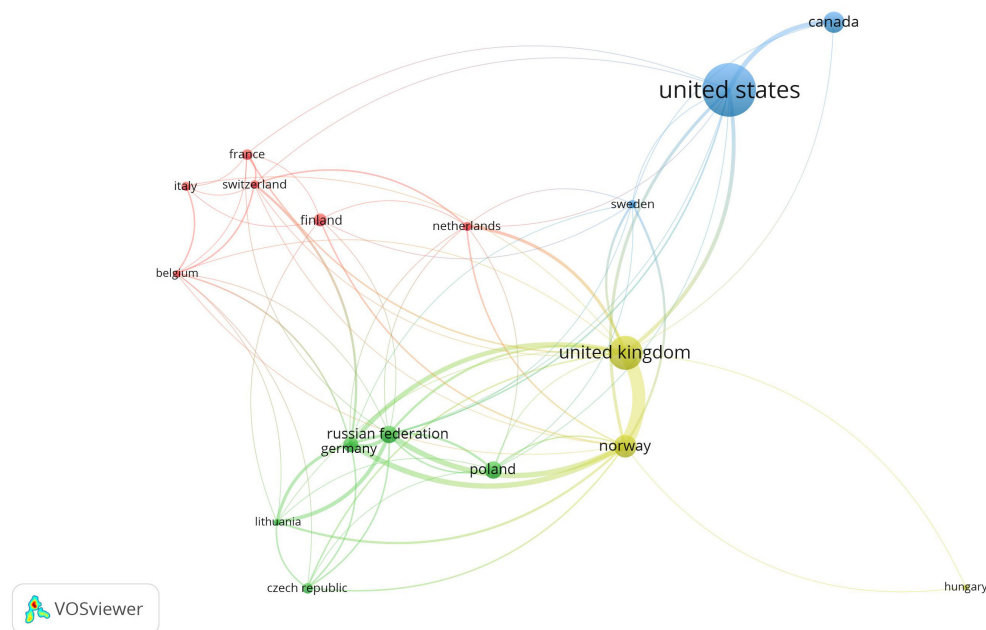 canada
united states
france
italy
switzerland
sweden
finland
netherlands
belgium
united kingdom
russian federation
germany
norway
poland
lithuania
czech republic
hungary
VOSviewer